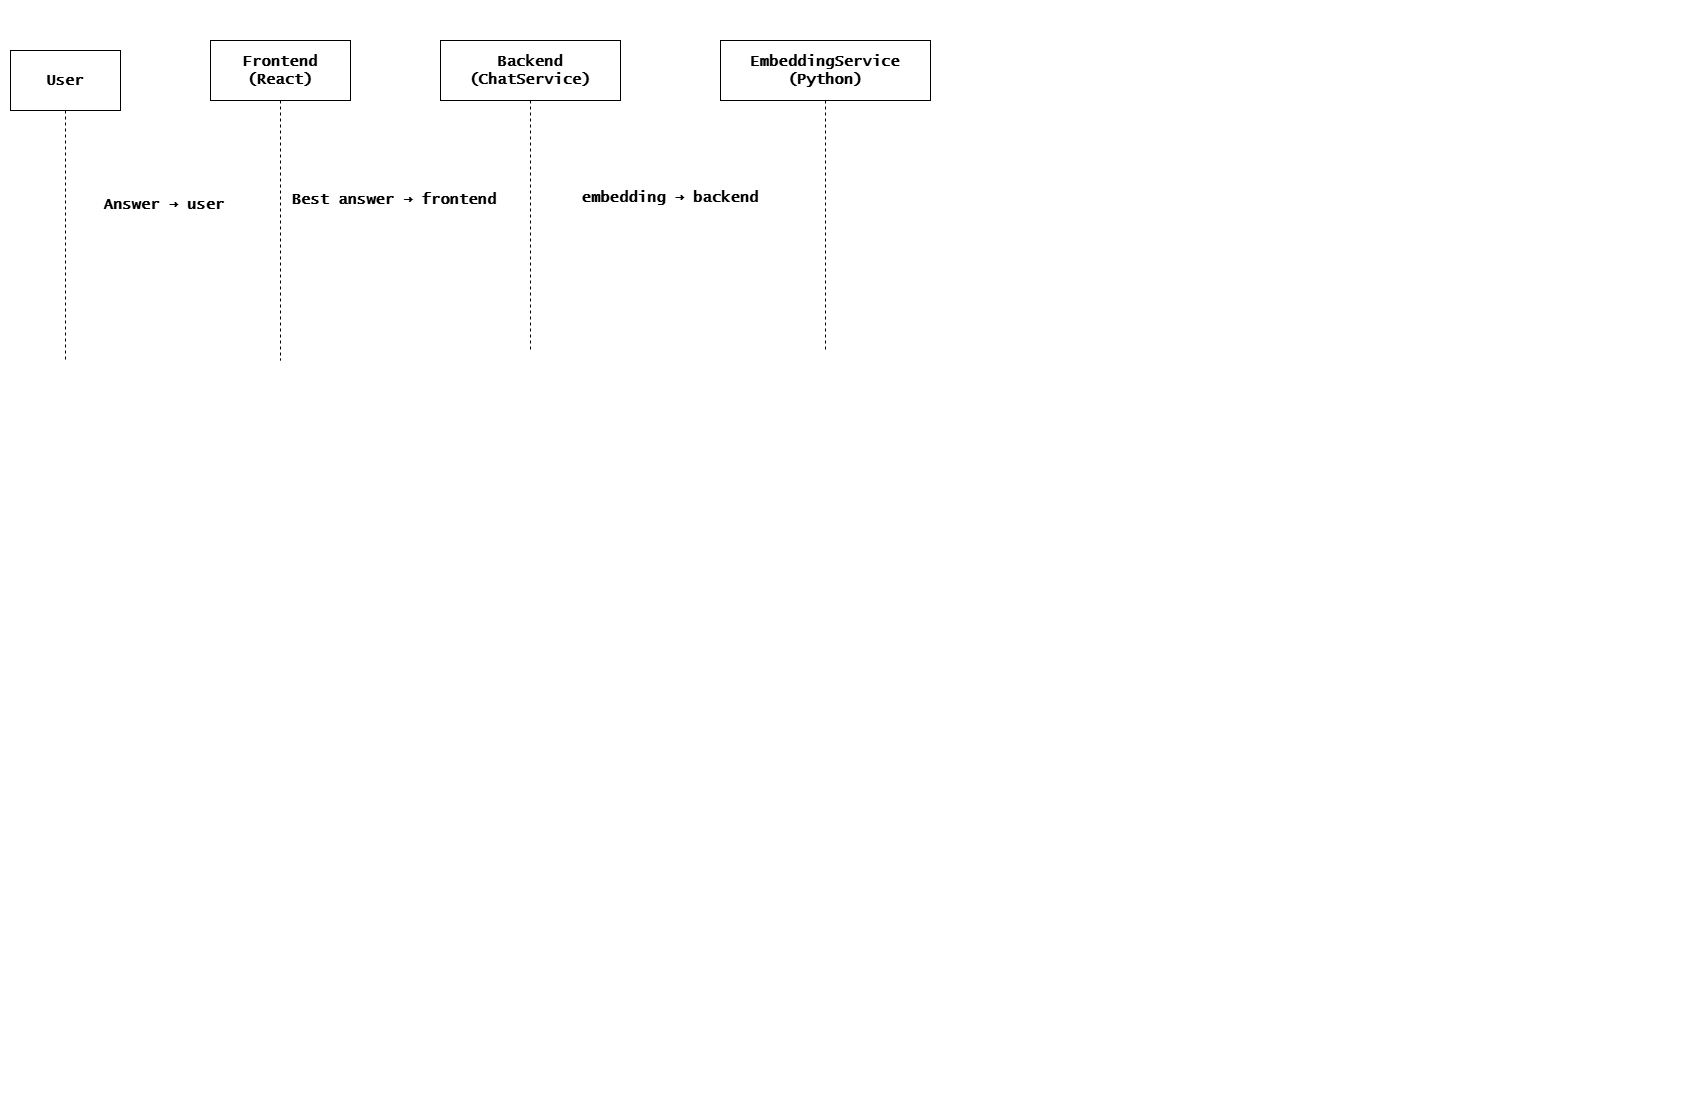 User
Frontend
(React)
Backend
(ChatService)
EmbeddingService
(Python)
Answer → user
Best answer → frontend
embedding → backend